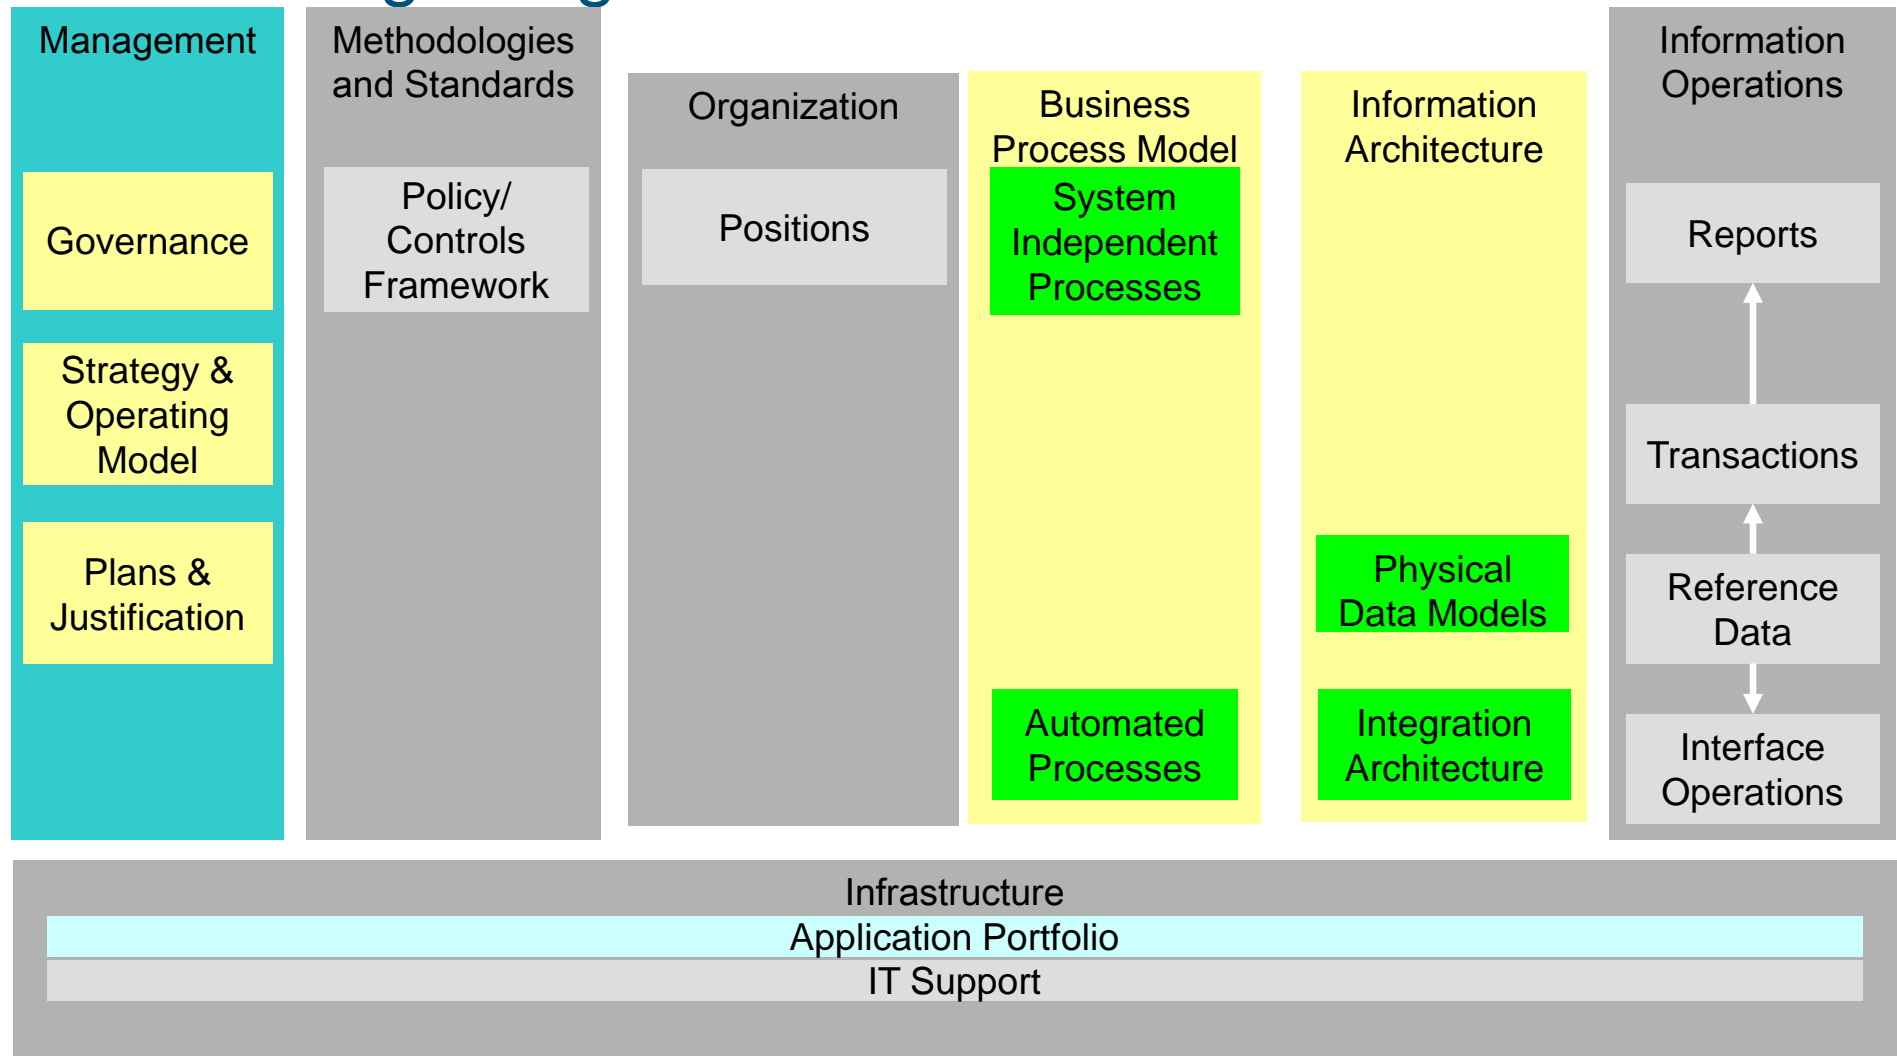 Management
Governance
Strategy &
Operating
Model
Plans &
Justification
Methodologies
and Standards
Policy/
Controls
Framework
Organization
Positions
Business
Process Model
System
Independent
Processes
Automated
Processes
Information
Architecture
Physical
Data Models
Integration
Architecture
Information
Operations
Reports
Transactions
Reference
Data
Interface
Operations
Infrastructure
Application Portfolio
IT Support